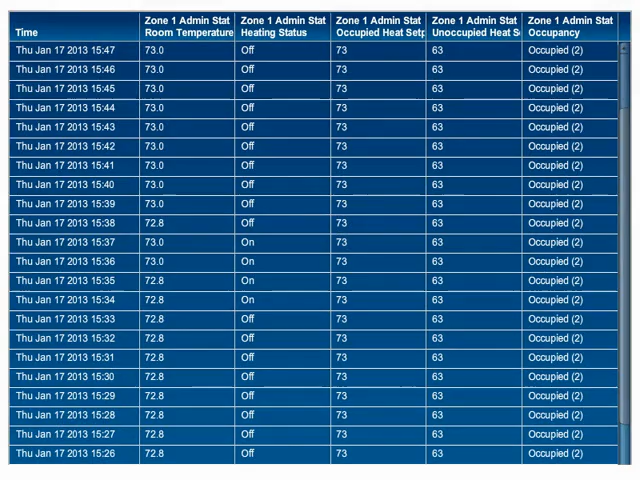 Time Zone 1 Admin Stat Room Temperature Zone 1 Admin Stat Heating Status Zone 1 Admin Stat Occupied Heat Setp Zone 1 Admin Stat Unoccupied Heat S Zone 1 Admin Stat Occupancy
Thu Jan 17 2013 15:47 73.0 Off 73 63 Occupied (2)
Thu Jan 17 2013 15:46 73.0 Off 73 63 Occupied (2)
Thu Jan 17 2013 15:45 73.0 Off 73 63 Occupied (2)
Thu Jan 17 2013 15:44 73.0 Off 73 63 Occupied (2)
Thu Jan 17 2013 15:43 73.0 Off 73 63 Occupied (2)
Thu Jan 17 2013 15:42 73.0 Off 73 63 Occupied (2)
Thu Jan 17 2013 15:41 73.0 Off 73 63 Occupied (2)
Thu Jan 17 2013 15:40 73.0 Off 73 63 Occupied (2)
Thu Jan 17 2013 15:39 73.0 Off 73 63 Occupied (2)
Thu Jan 17 2013 15:38 72.8 Off 73 63 Occupied (2)
Thu Jan 17 2013 15:37 73.0 On 73 63 Occupied (2)
Thu Jan 17 2013 15:36 73.0 On 73 63 Occupied (2)
Thu Jan 17 2013 15:35 72.8 On 73 63 Occupied (2)
Thu Jan 17 2013 15:34 72.8 On 73 63 Occupied (2)
Thu Jan 17 2013 15:33 72.8 Off 73 63 Occupied (2)
Thu Jan 17 2013 15:32 72.8 Off 73 63 Occupied (2)
Thu Jan 17 2013 15:31 72.8 Off 73 63 Occupied (2)
Thu Jan 17 2013 15:30 72.8 Off 73 63 Occupied (2)
Thu Jan 17 2013 15:29 72.8 Off 73 63 Occupied (2)
Thu Jan 17 2013 15:28 72.8 Off 73 63 Occupied (2)
Thu Jan 17 2013 15:27 72.8 Off 73 63 Occupied (2)
Thu Jan 17 2013 15:26 72.8 Off 73 63 Occupied (2)